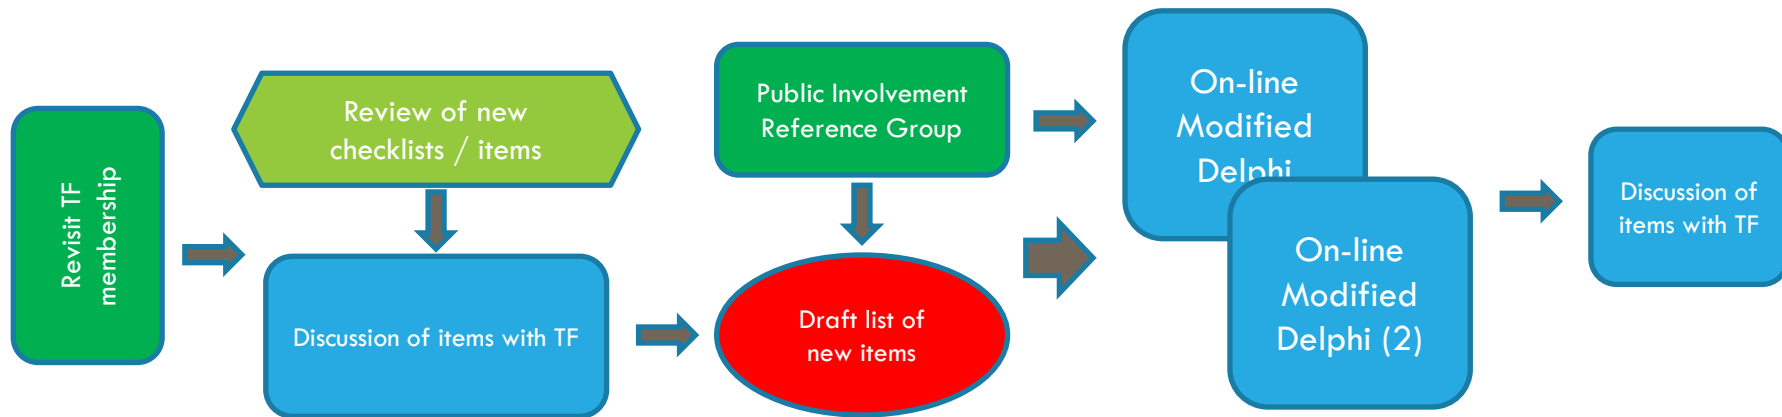 Revisit TF
membership
Review of new
checklists / items
Discussion of items with TF
Public Involvement
Reference Group
Draft list of
new items
On-line
Modified
Delphi
On-line
Modified
Delphi (2)
Discussion of
items with TF